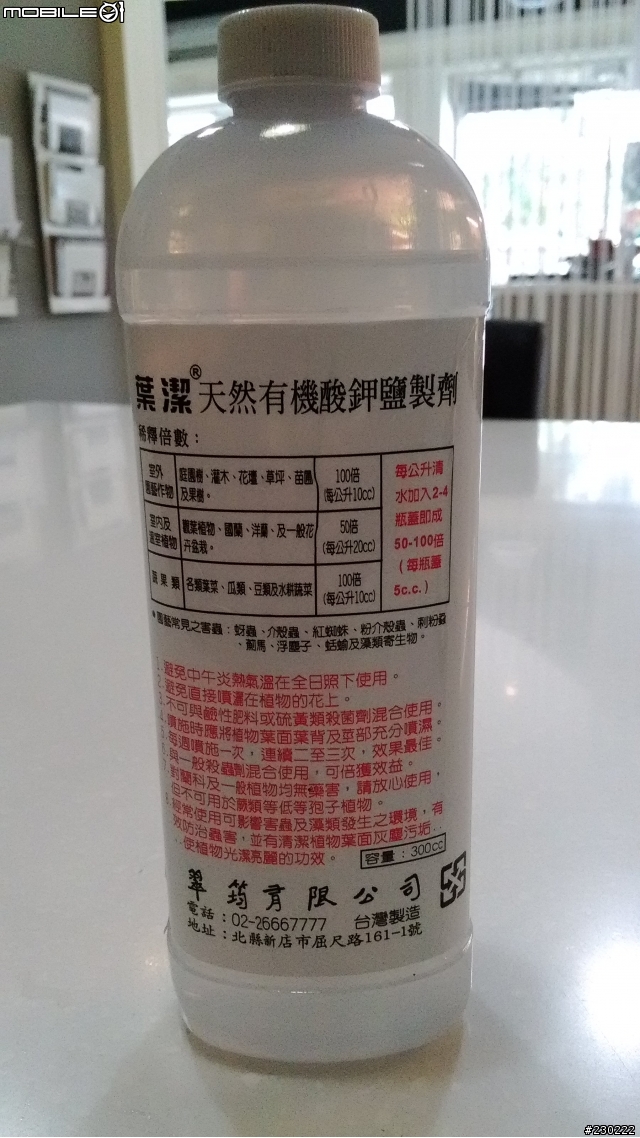 MOBILE01
葉潔®天然有機酸鉀鹽製劑
稀釋倍數：
室外園藝作物
庭園樹、灌木、花壇、草坪、苗圃及果樹。
100倍
(每公升10cc)
室內及溫室植物
觀葉植物、國蘭、洋蘭、及一般花卉盆栽。
50倍
(每公升20cc)
蔬果類
各類葉菜、瓜類、豆類及水耕蔬菜
100倍
(每公升10cc)
每公升清
水加入2-4
瓶蓋即成
50-100倍
(每瓶蓋
5c.c.)
●園藝常見之害蟲：蚜蟲、介殼蟲、紅蜘蛛、粉介殼蟲、刺粉蝨
、薊馬、浮塵子、蛞蝓及藻類寄生物。
1.避免中午炎熱氣溫在全日照下使用。
2.避免直接噴灑在植物的花上。
3.不可與鹼性肥料或硫黃類殺菌劑混合使用。
4.噴施時應將植物葉面葉背及莖部充分噴濕。
5.每週噴施一次，連續二至三次，效果最佳。
6.與一般殺蟲劑混合使用，可倍獲效益。
7.對蘭科及一般植物均無藥害，請放心使用，
但不可用於蕨類等低等孢子植物。
8.經常使用可影響害蟲及藻類發生之環境，有
效防治蟲害，並有清潔植物葉面灰塵污垢...
...使植物光潔亮麗的功效。
容量：300cc
翠筠有限公司
電話：02-26667777 台灣製造
地址：北縣新店市屈尺路161-1號
#230222